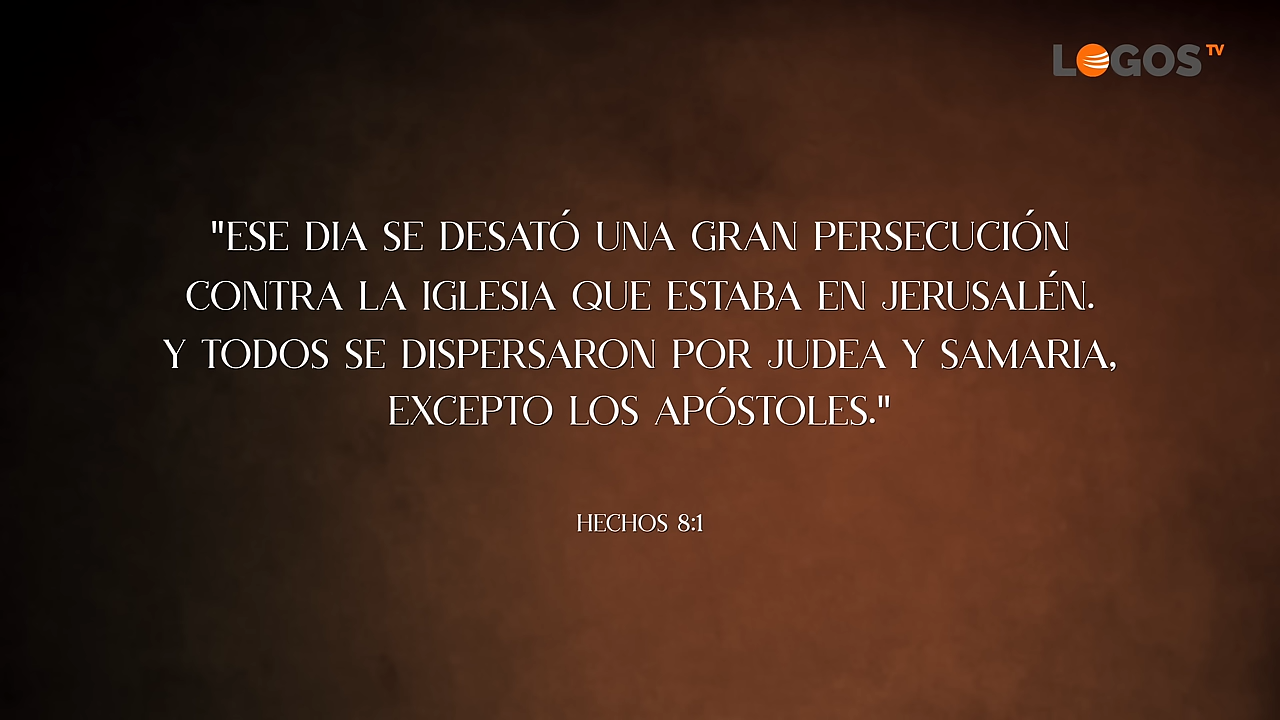 LOGOS TV
"ESE DIA SE DESATÓ UNA GRAN PERSECUCIÓN
CONTRA LA IGLESIA QUE ESTABA EN JERUSALÉN.
Y TODOS SE DISPERSARON POR JUDEA Y SAMARIA,
EXCEPTO LOS APÓSTOLES."
HECHOS 8:1